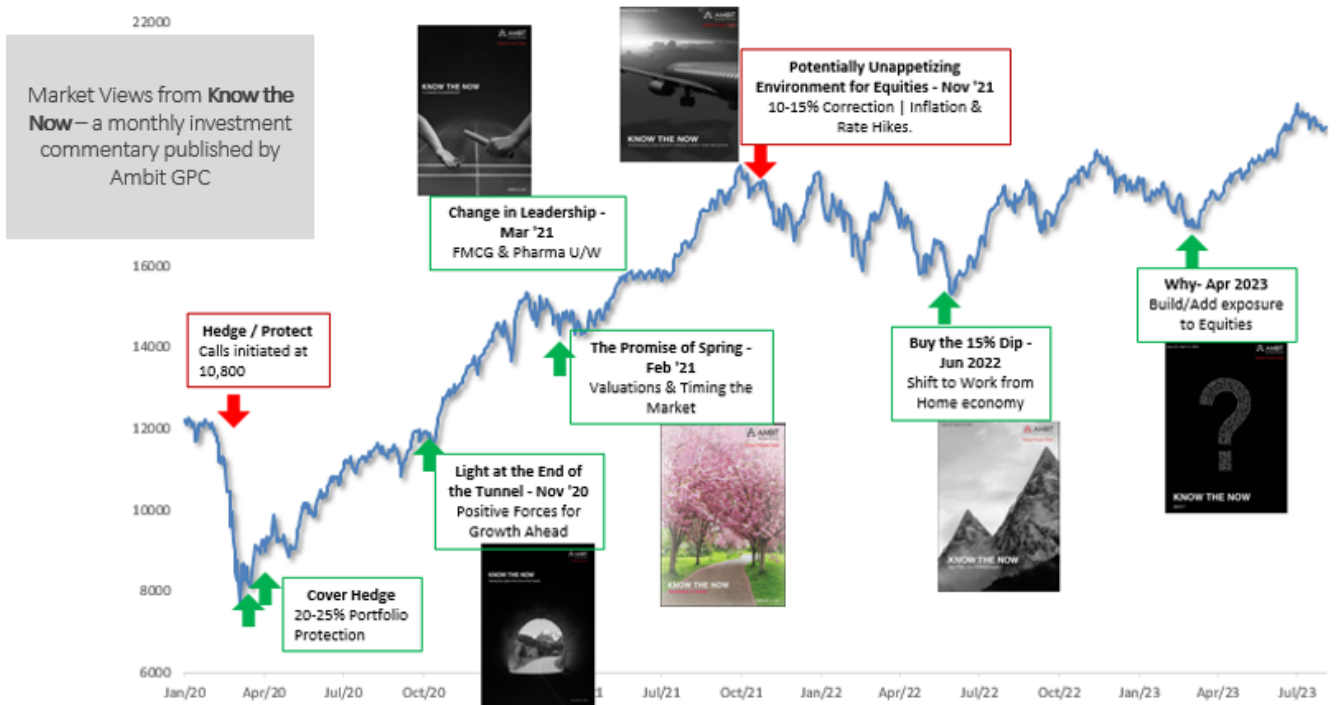 22000
16000
14000
12000
10000
8000
6000
Market Views from Know the
Now – a monthly investment
commentary published by
Ambit GPC
AMBIT
KNOW THE NOW
AMBIT
KNOW THE NOW
Potentially Unappetizing
Environment for Equities - Nov '21
10-15% Correction | Inflation &
Rate Hikes.
Change in Leadership -
Mar '21
FMCG & Pharma U/W
Hedge / Protect
Calls initiated at
10,800
The Promise of Spring -
Feb '21
Valuations & Timing the
Market
Buy the 15% Dip -
Jun 2022
Shift to Work from
Home economy
Why- Apr 2023
Build/Add exposure
to Equities
AMBIT
KNOW THE NOW
Light at the End of
the Tunnel - Nov '20
Positive Forces for
Growth Ahead
AMBIT
KNOW THE NOW
AMBIT
KNOW THE NOW
AMBIT
KNOW THE NOW
Cover Hedge
20-25% Portfolio
Protection
Jan/20 Apr/20 Jul/20 Oct/20 Jul/21 Oct/21 Jan/22 Apr/22 Jul/22 Oct/22 Jan/23 Apr/23 Jul/23